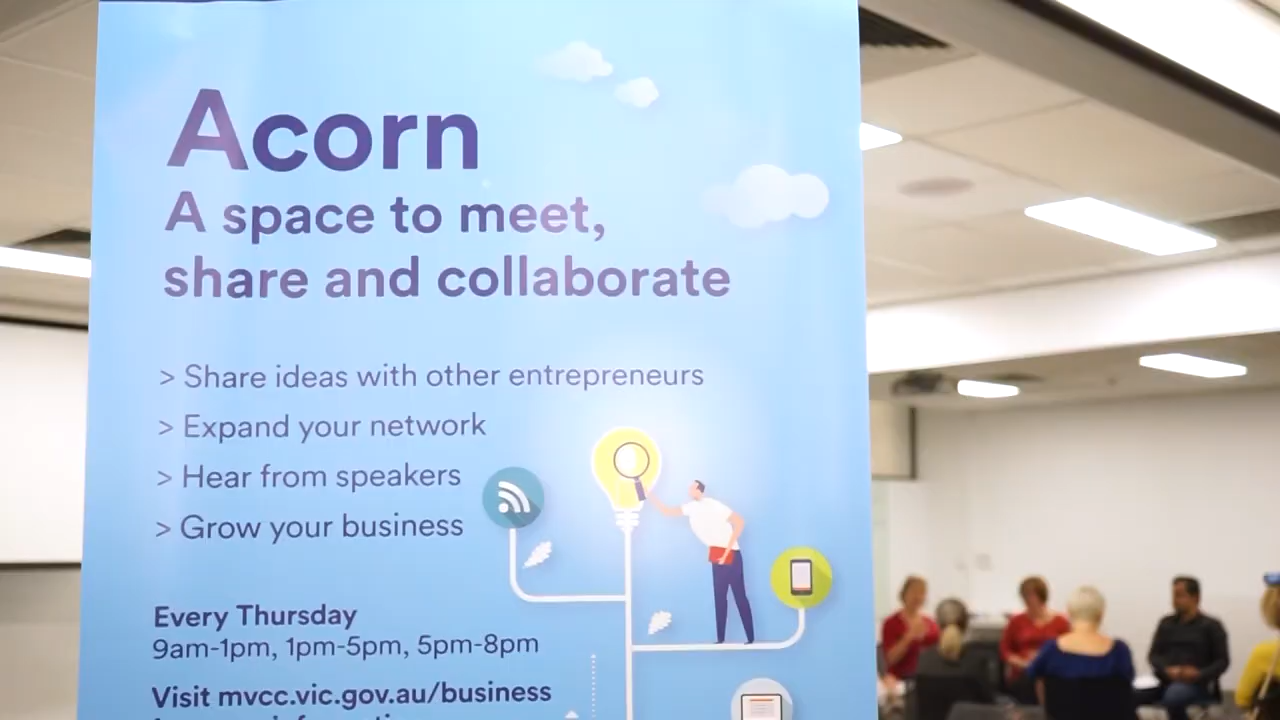 Acorn
A space to meet,
share and collaborate
> Share ideas with other entrepreneurs
> Expand your network
> Hear from speakers
> Grow your business
Every Thursday
9am-1pm, 1pm-5pm, 5pm-8pm
Visit mvcc.vic.gov.au/business